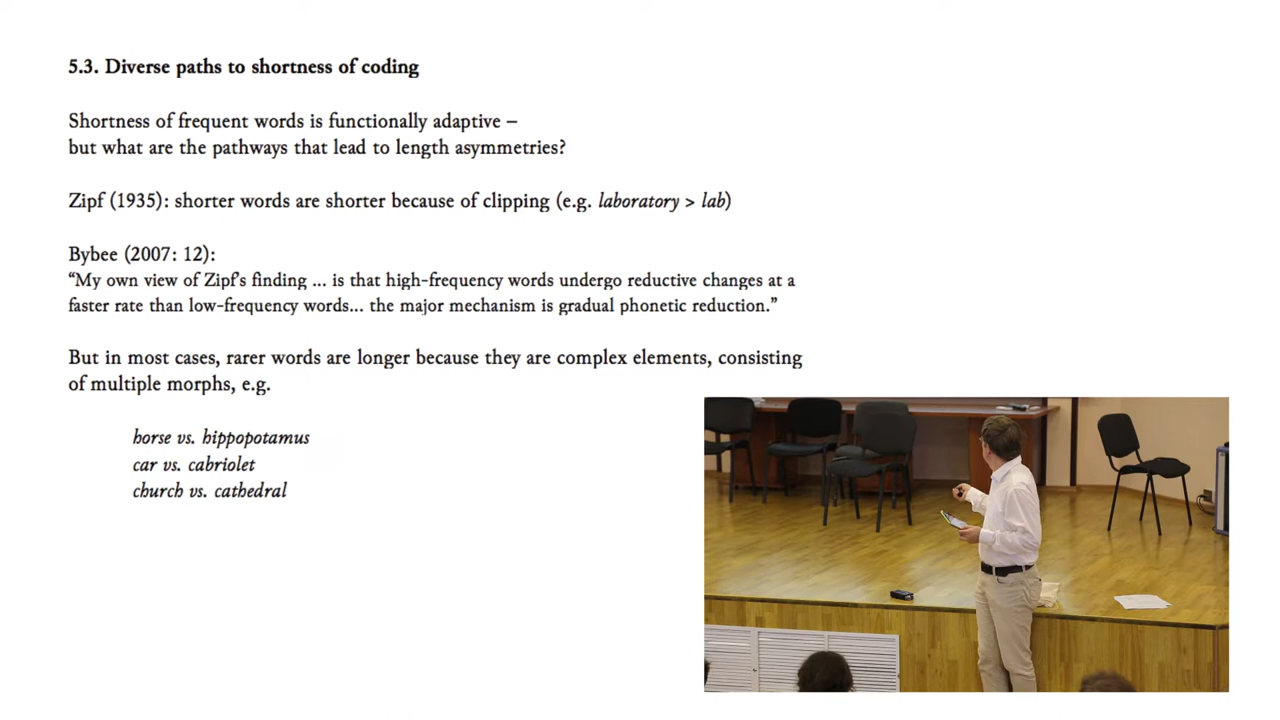 5.3. Diverse paths to shortness of coding
Shortness of frequent words is functionally adaptive –
but what are the pathways that lead to length asymmetries?
Zipf (1935): shorter words are shorter because of clipping (e.g. laboratory > lab)
Bybee (2007: 12):
“My own view of Zipf’s finding ... is that high-frequency words undergo reductive changes at a
faster rate than low-frequency words... the major mechanism is gradual phonetic reduction.”
But in most cases, rarer words are longer because they are complex elements, consisting
of multiple morphs, e.g.
horse vs. hippopotamus
car vs. cabriolet
church vs. cathedral